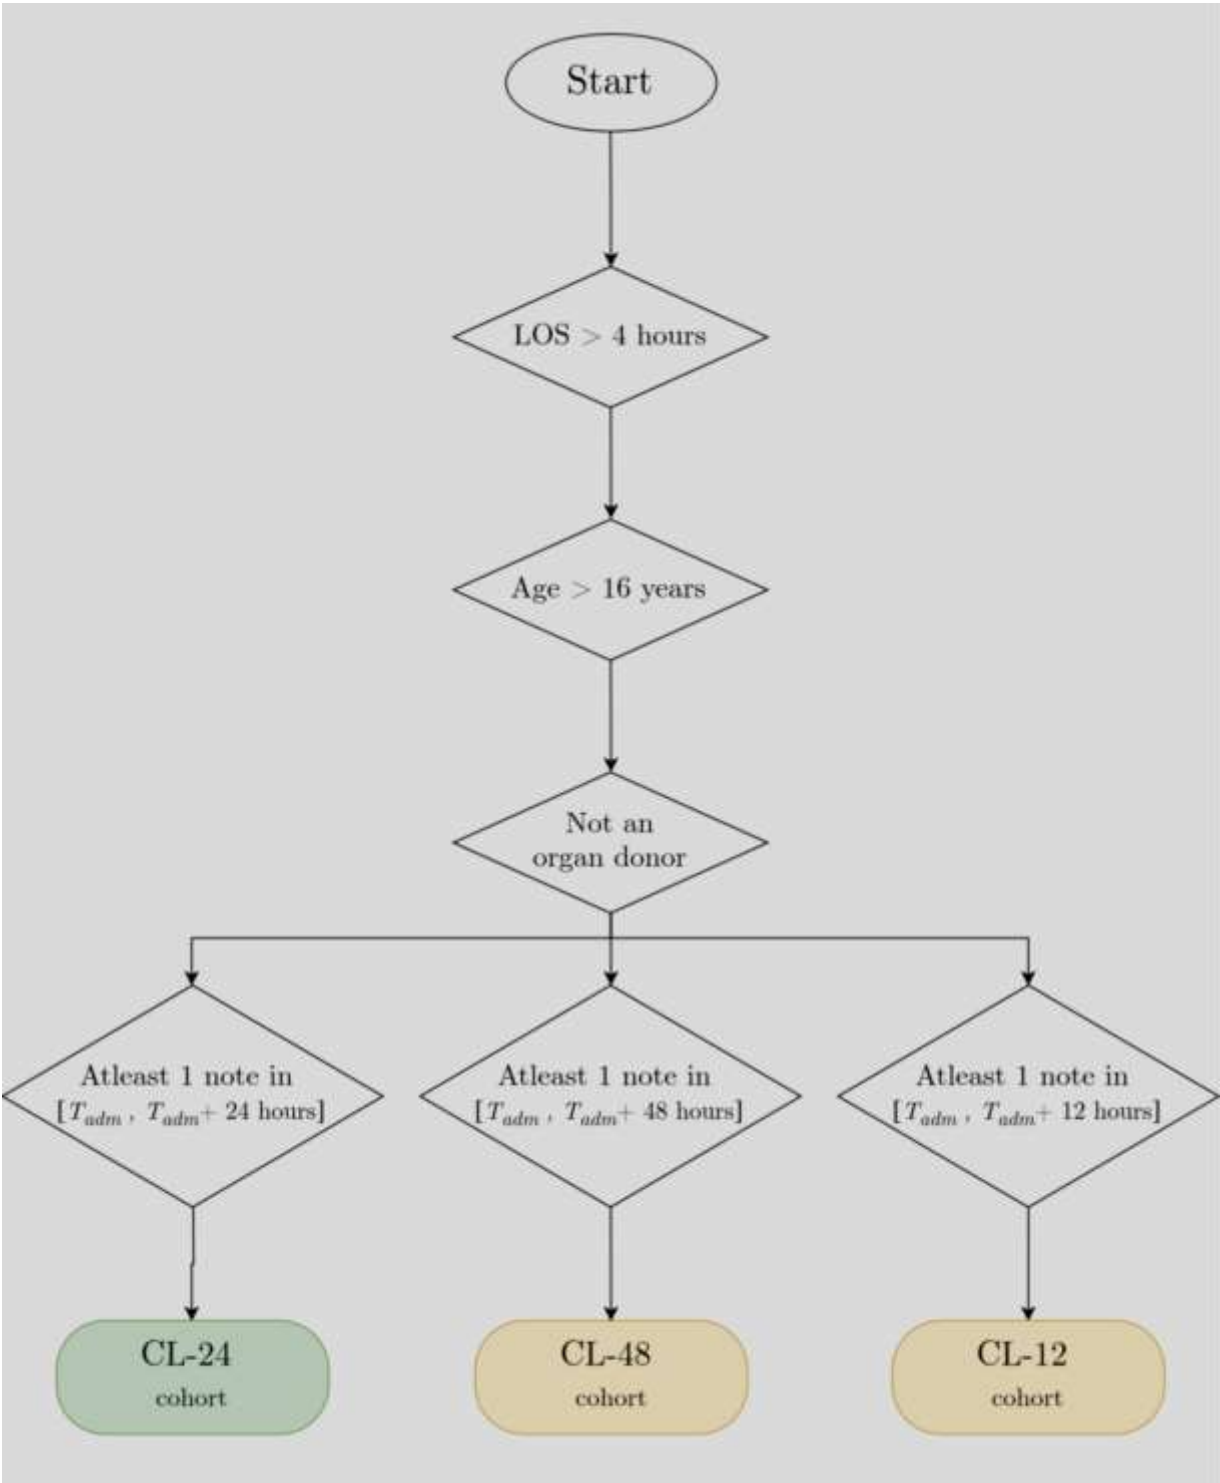 Start
LOS > 4 hours
Age > 16 years
Not an
organ donor
Atleast 1 note in
[T_adm , T_adm+ 24 hours]
Atleast 1 note in
[T_adm , T_adm+ 48 hours]
Atleast 1 note in
[T_adm , T_adm+ 12 hours]
CL-24
cohort
CL-48
cohort
CL-12
cohort